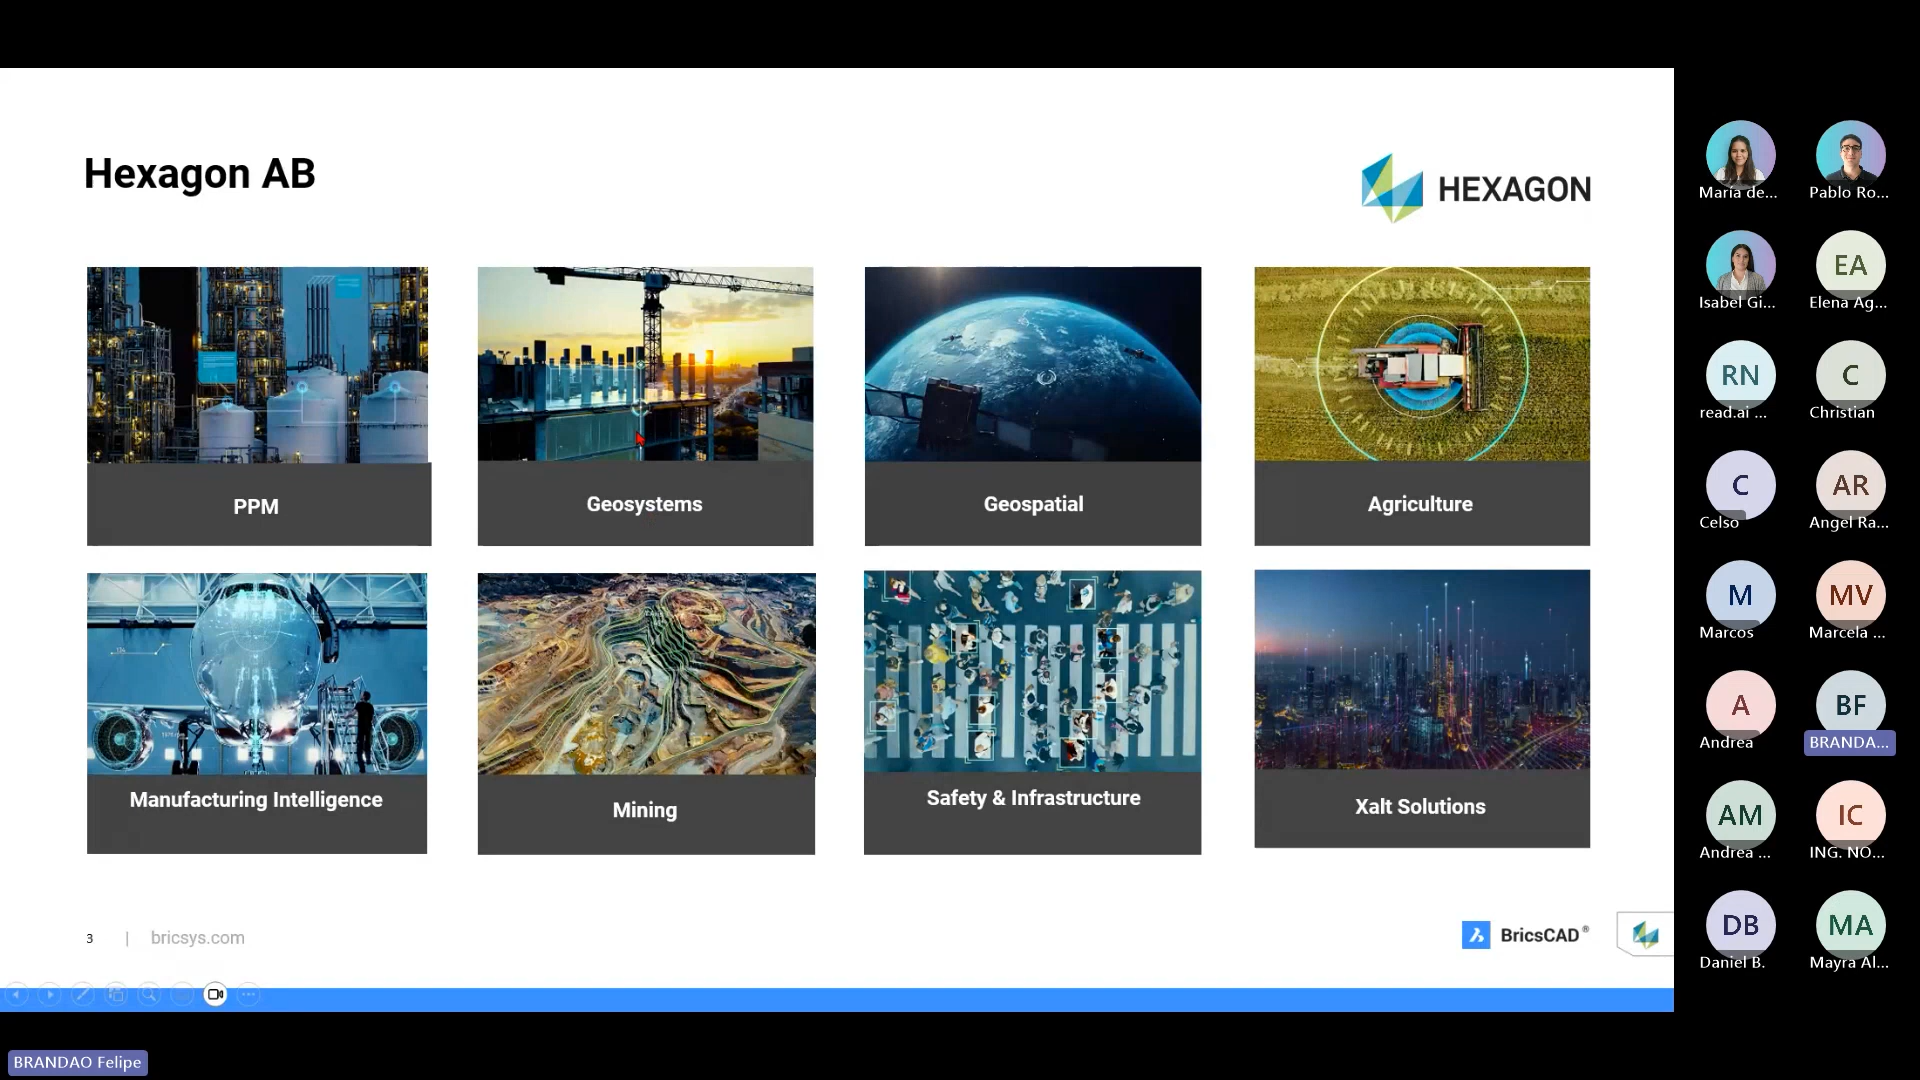 Hexagon AB
HEXAGON
PPM
Geosystems
Geospatial
Agriculture
Manufacturing Intelligence
Mining
Safety & Infrastructure
Xalt Solutions
3 | bricsys.com
BricsCAD®
María de...
Pablo Ro...
Isabel Gi...
EA
Elena Ag...
RN
read.ai ...
C
Christian
C
Celso
AR
Angel Ra...
M
Marcos
MV
Marcela ...
A
Andrea
BF
BRANDA...
AM
Andrea ...
IC
ING. NO...
DB
Daniel B.
MA
Mayra Al...
BRANDAO Felipe